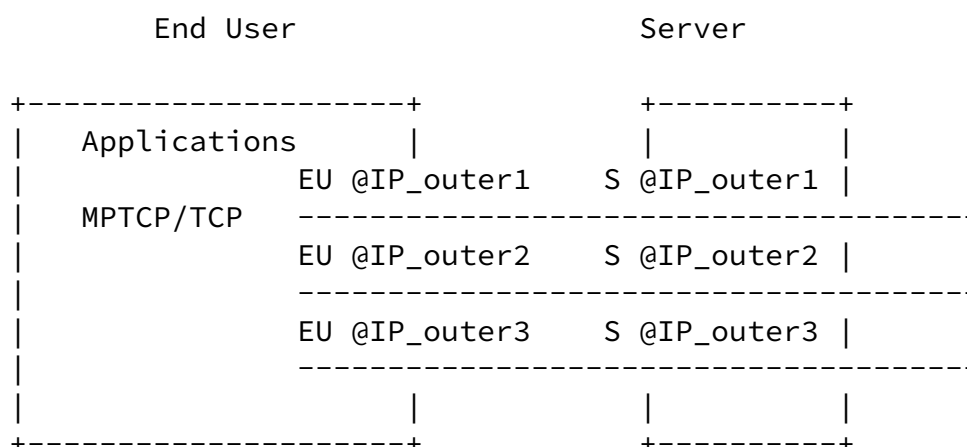 End User Server
Applications
EU @IP_outer1 S @IP_outer1
MPTCP/TCP
EU @IP_outer2 S @IP_outer2
EU @IP_outer3 S @IP_outer3